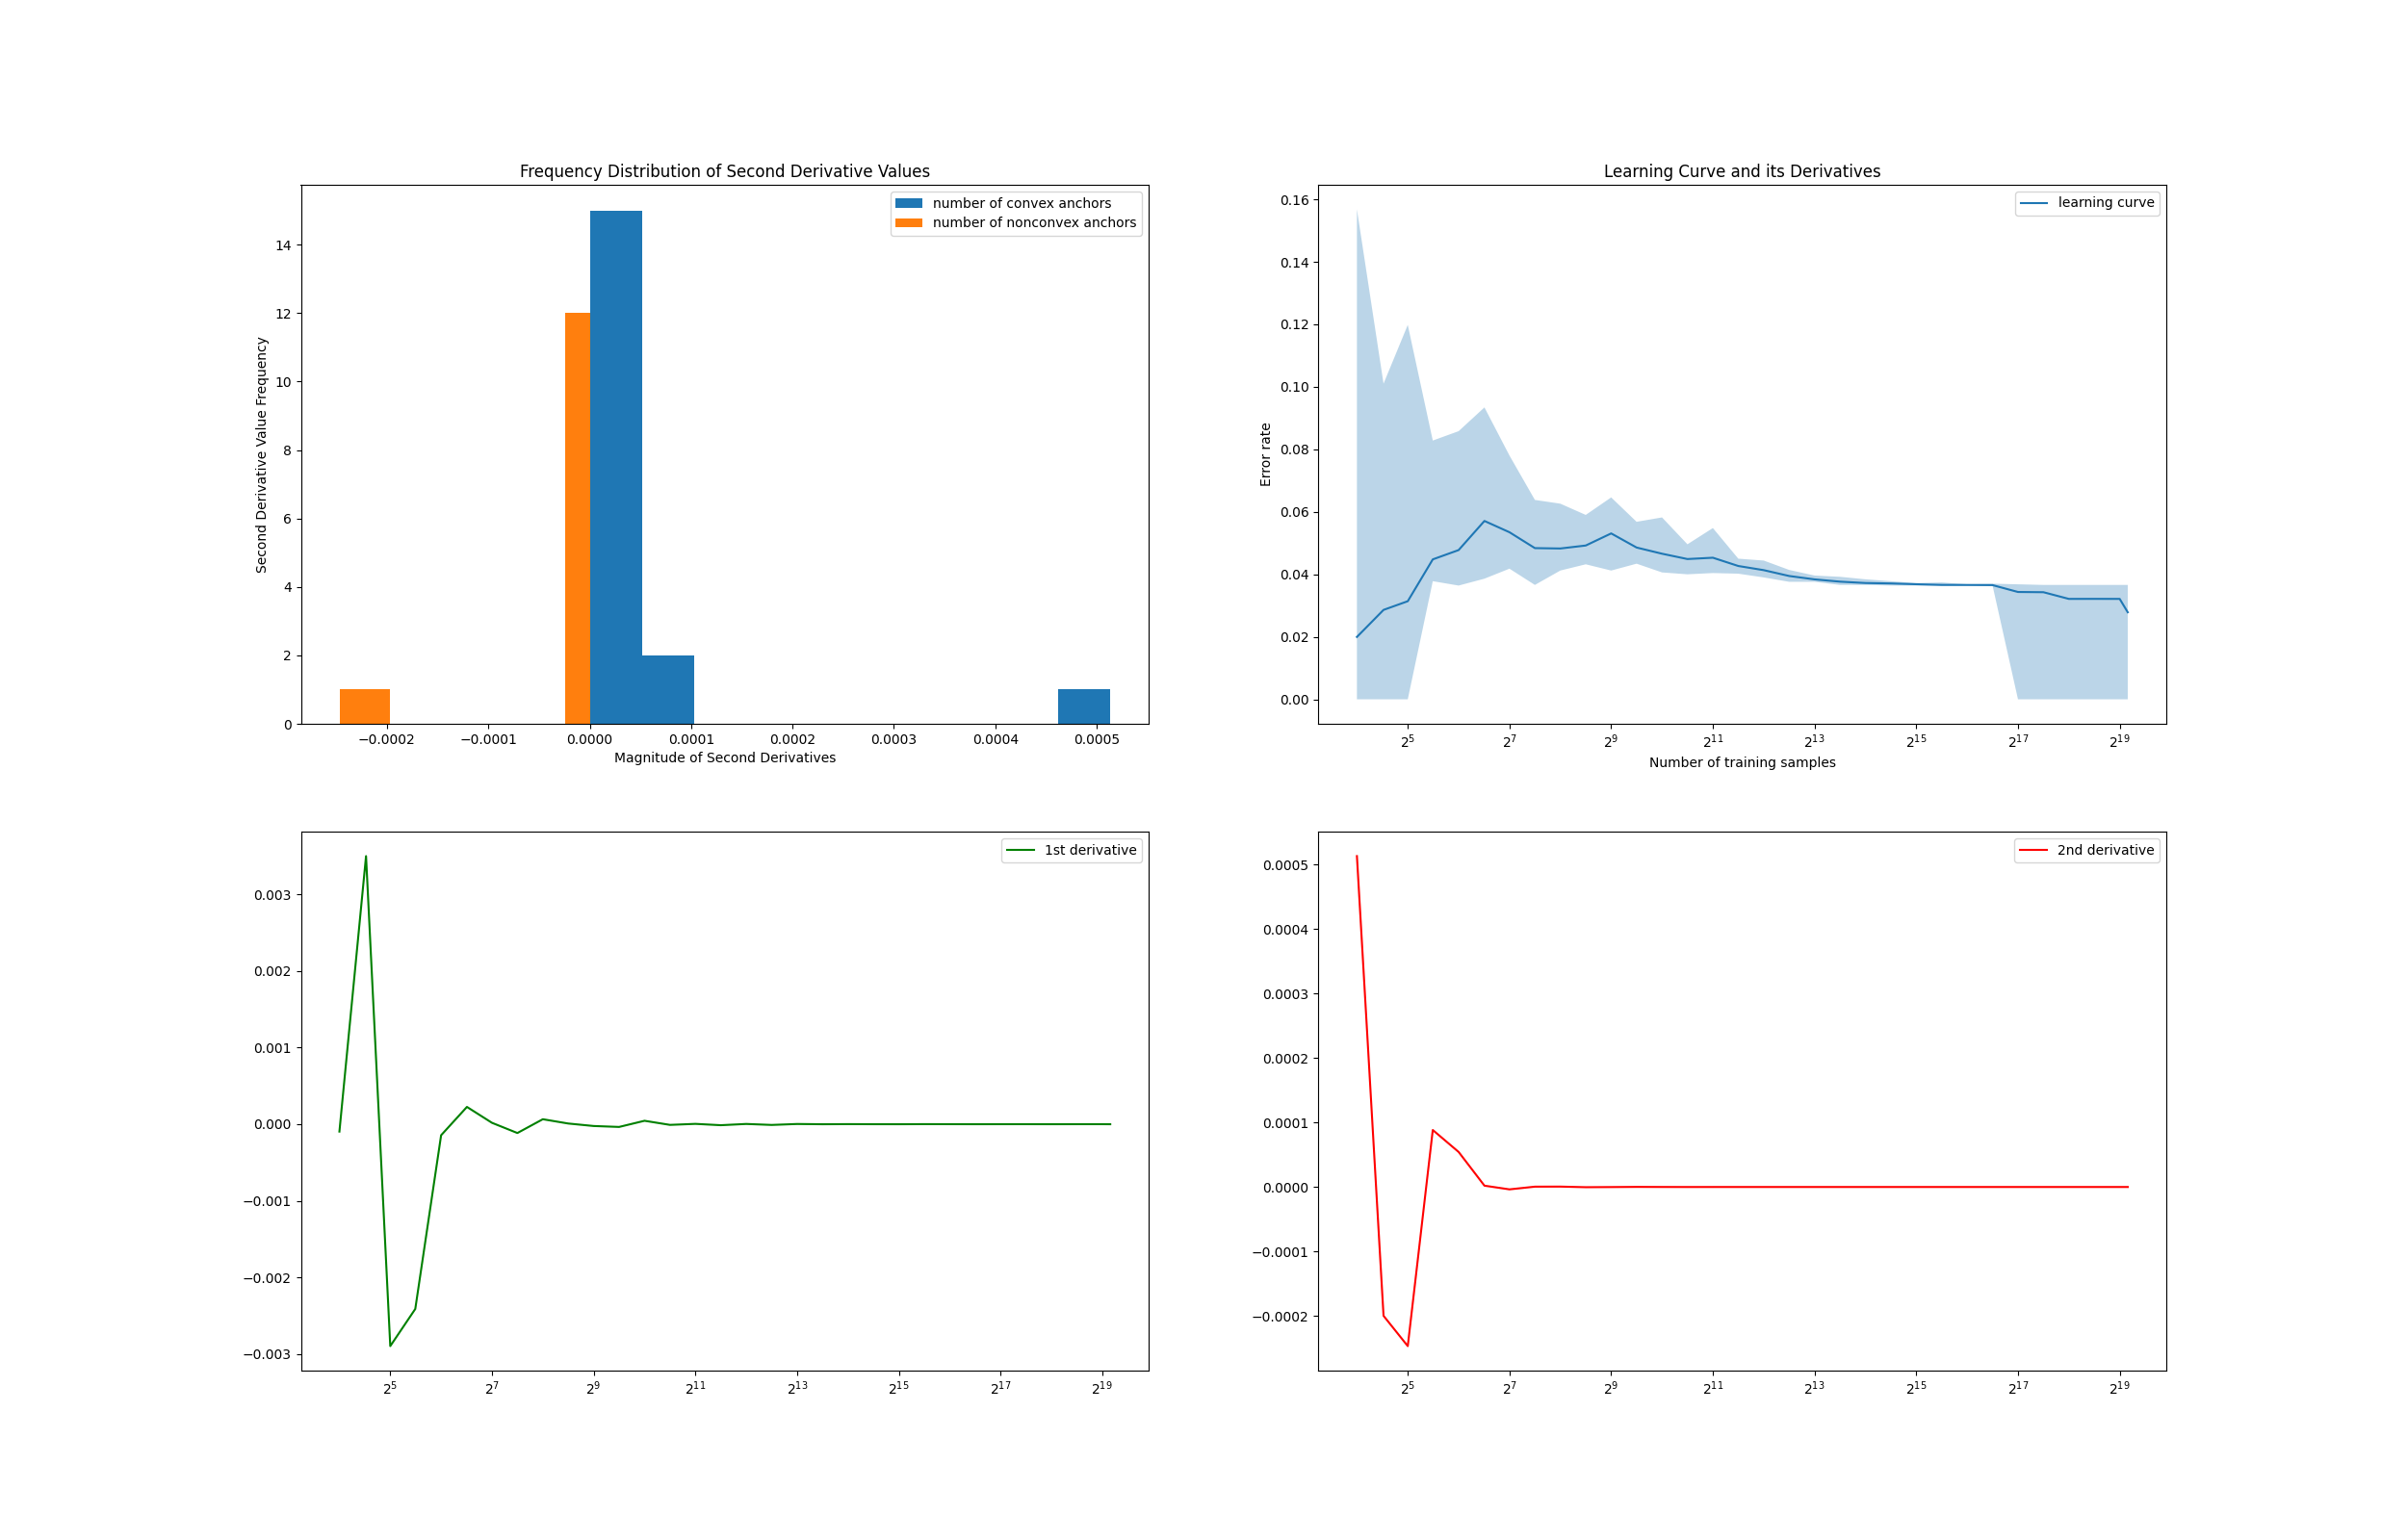 Frequency Distribution of Second Derivative Values
number of convex anchors
number of nonconvex anchors
14
12
10
8
6
4
2
0
Second Derivative Value Frequency
−0.0002 −0.0001 0.0000 0.0001 0.0002 0.0003 0.0004 0.0005
Magnitude of Second Derivatives
Learning Curve and its Derivatives
learning curve
0.16
0.14
0.12
0.10
0.08
0.06
0.04
0.02
0.00
Error rate
2^5 2^7 2^9 2^11 2^13 2^15 2^17 2^19
Number of training samples
1st derivative
0.003
0.002
0.001
0.000
−0.001
−0.002
−0.003
2^5 2^7 2^9 2^11 2^13 2^15 2^17 2^19
2nd derivative
0.0005
0.0004
0.0003
0.0002
0.0001
0.0000
−0.0001
−0.0002
2^5 2^7 2^9 2^11 2^13 2^15 2^17 2^19